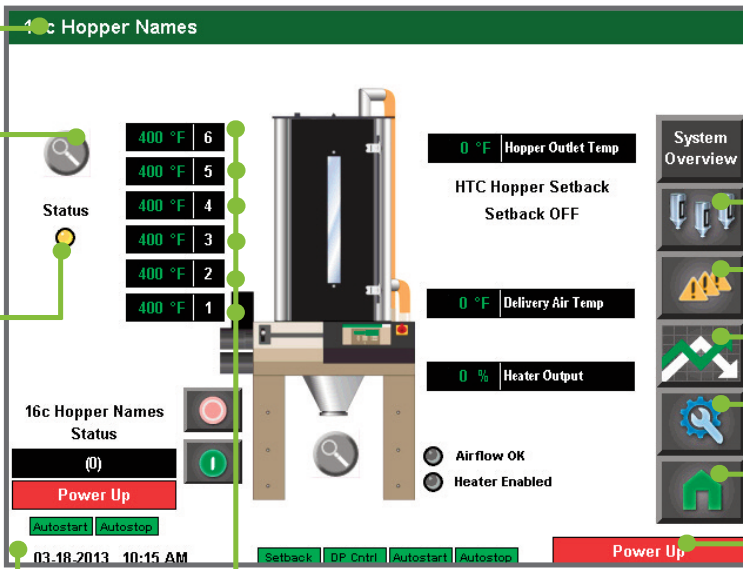 16c Hopper Names
400 °F 6
400 °F 5
400 °F 4
400 °F 3
400 °F 2
400 °F 1
Status
0 °F Hopper Outlet Temp
HTC Hopper Setback
Setback OFF
0 °F Delivery Air Temp
0 % Heater Output
Airflow OK
Heater Enabled
System
Overview
16c Hopper Names
Status
(0)
Power Up
Autostart Autostop
03-18-2013 10:15 AM
Setback DP Cntrl Autostart Autostop
Power Up